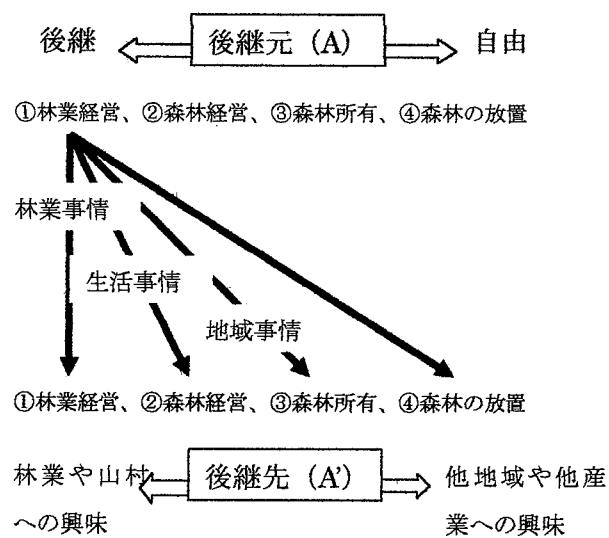 後継 後継元（A） 自由
①林業経営、②森林経営、③森林所有、④森林の放置
林業事情
生活事情
地域事情
①林業経営、②森林経営、③森林所有、④森林の放置
林業や山村 後継先（A'） 他地域や他産
への興味 業への興味